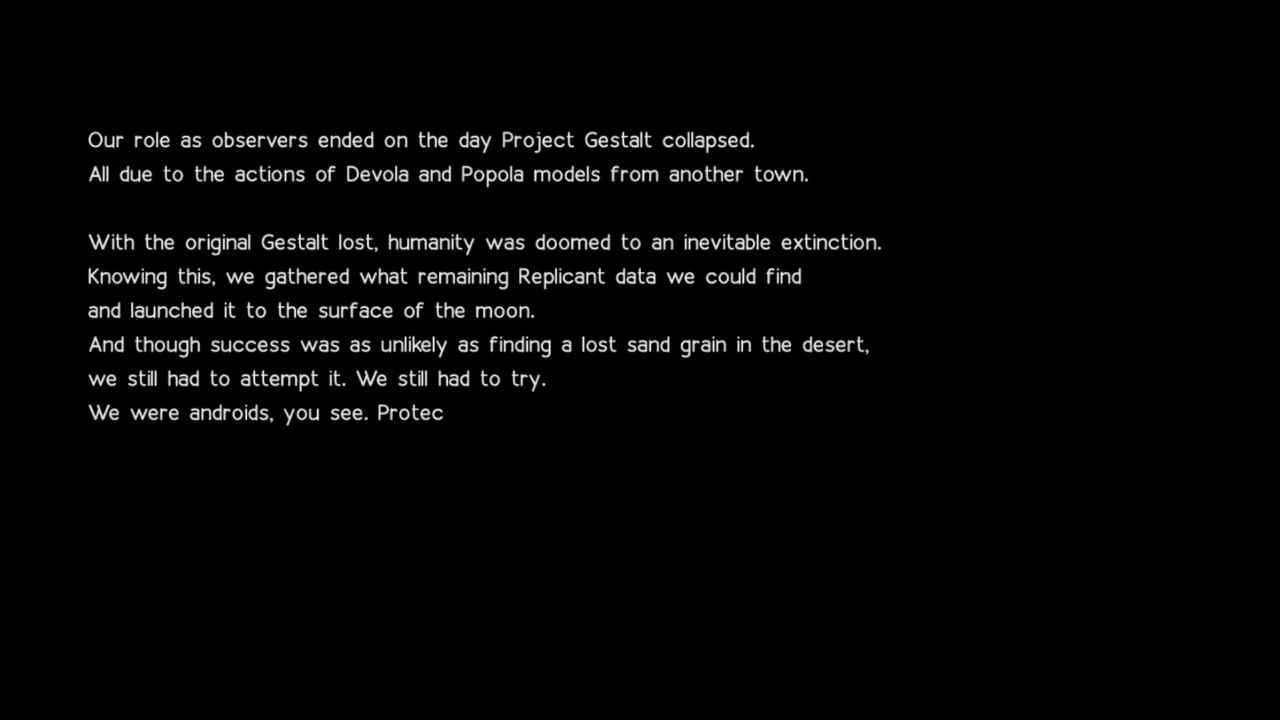 Our role as observers ended on the day Project Gestalt collapsed.
All due to the actions of Devola and Popola models from another town.
With the original Gestalt lost, humanity was doomed to an inevitable extinction.
Knowing this, we gathered what remaining Replicant data we could find
and launched it to the surface of the moon.
And though success was as unlikely as finding a lost sand grain in the desert,
we still had to attempt it. We still had to try.
We were androids, you see. Protec